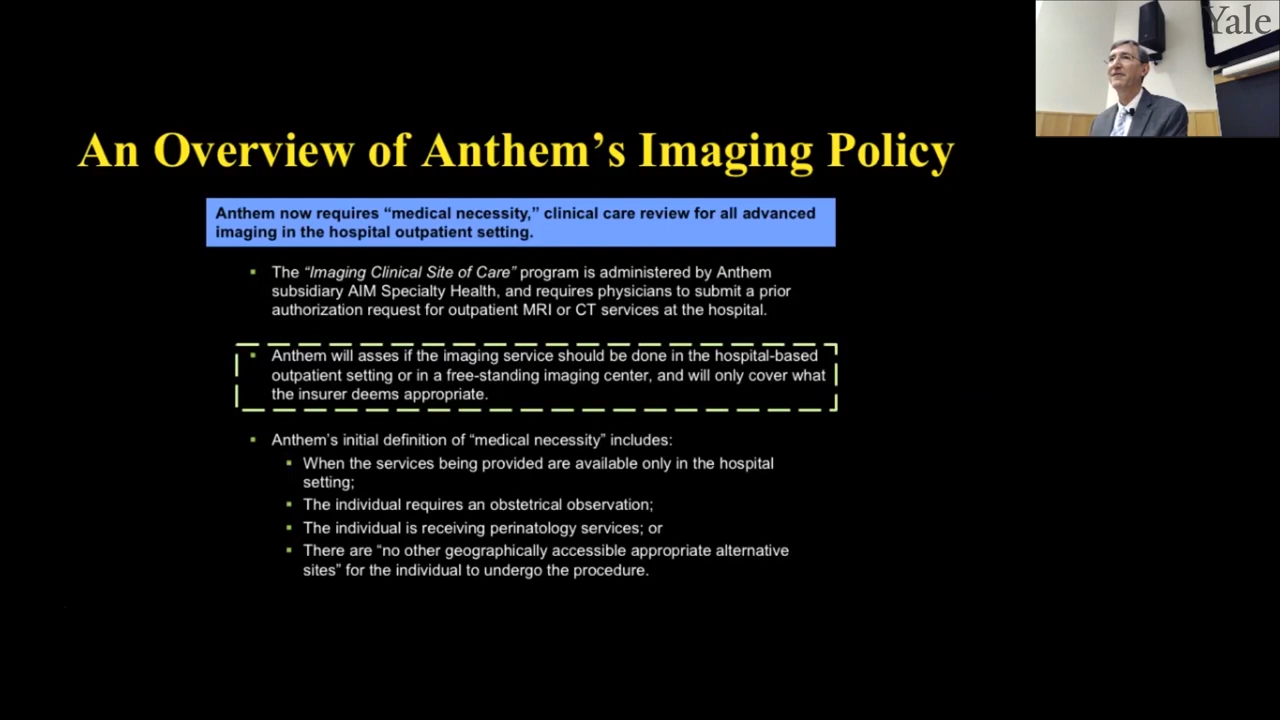 Yale
An Overview of Anthem’s Imaging Policy
Anthem now requires “medical necessity,” clinical care review for all advanced
imaging in the hospital outpatient setting.
▪ The “Imaging Clinical Site of Care” program is administered by Anthem
subsidiary AIM Specialty Health, and requires physicians to submit a prior
authorization request for outpatient MRI or CT services at the hospital.
▪ Anthem will asses if the imaging service should be done in the hospital-based
outpatient setting or in a free-standing imaging center, and will only cover what
the insurer deems appropriate.
▪ Anthem’s initial definition of “medical necessity” includes:
▪ When the services being provided are available only in the hospital
setting;
▪ The individual requires an obstetrical observation;
▪ The individual is receiving perinatology services; or
▪ There are “no other geographically accessible appropriate alternative
sites” for the individual to undergo the procedure.